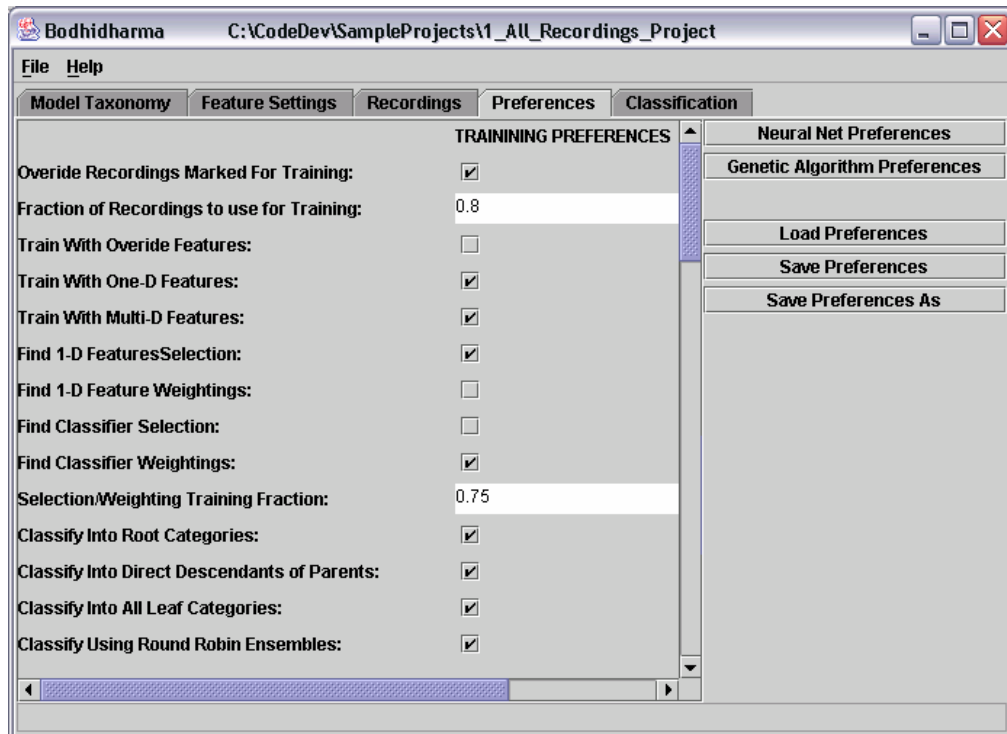 Bodhidharma C:\CodeDev\SampleProjects\1_All_Recordings_Project
File Help
Model Taxonomy Feature Settings Recordings Preferences Classification
TRAINING PREFERENCES
Overide Recordings Marked For Training:
Fraction of Recordings to use for Training: 0.8
Train With Overide Features:
Train With One-D Features:
Train With Multi-D Features:
Find 1-D FeaturesSelection:
Find 1-D Feature Weightings:
Find Classifier Selection:
Find Classifier Weightings:
Selection/Weighting Training Fraction: 0.75
Classify Into Root Categories:
Classify Into Direct Descendants of Parents:
Classify Into All Leaf Categories:
Classify Using Round Robin Ensembles:
Neural Net Preferences
Genetic Algorithm Preferences
Load Preferences
Save Preferences
Save Preferences As